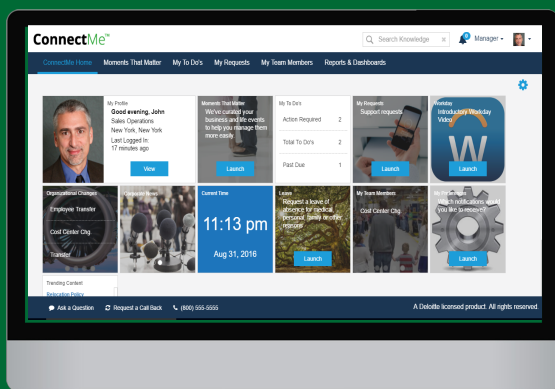 ConnectMe™
Search Knowledge x
Manager
ConnectMe Home Moments That Matter My To Do's My Requests My Team Members Reports & Dashboards
My Profile
Good evening, John
Sales Operations
New York, New York
Last Logged In:
17 minutes ago
View
Moments That Matter
We've curated your
business and life events
to help you manage them
more easily.
Launch
My To Do's
Action Required 2
Total To Do's 2
Past Due 1
My Requests
Support requests
Launch
Workday
Introductory Workday
Video
Launch
Organizational Changes
Employee Transfer
Cost Center Chg.
Transfer
Corporate News
Current Time
11:13 pm
Aug 31, 2016
Leave
Request a leave of
absence for medical
personal, family or other
reasons
Launch
My Team Members
Cost Center Chg.
Which notifications would
you like to receive?
Launch
Trending Content
Relocation Policy
Ask a Question Request a Call Back (800) 555-5555 A Deloitte licensed product. All rights reserved